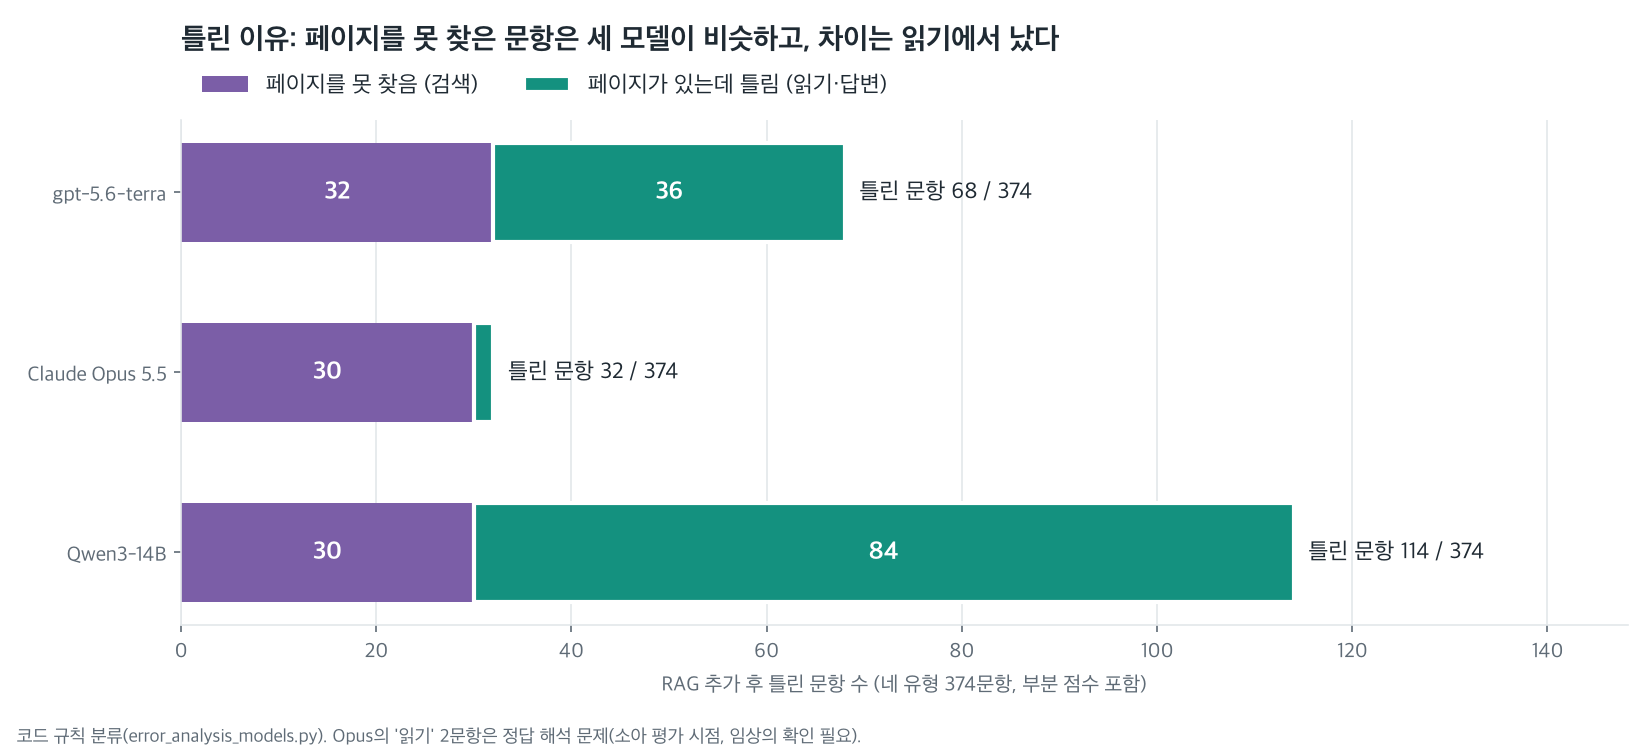 틀린 이유: 페이지를 못 찾은 문항은 세 모델이 비슷하고, 차이는 읽기에서 났다
페이지를 못 찾음 (검색)
페이지가 있는데 틀림 (읽기·답변)
gpt-5.6-terra
32
36
틀린 문항 68 / 374
Claude Opus 5.5
30
틀린 문항 32 / 374
Qwen3-14B
30
84
틀린 문항 114 / 374
0 20 40 60 80 100 120 140
RAG 추가 후 틀린 문항 수 (네 유형 374문항, 부분 점수 포함)
코드 규칙 분류(error_analysis_models.py). Opus의 '읽기' 2문항은 정답 해석 문제(소아 평가 시점, 임상의 확인 필요).